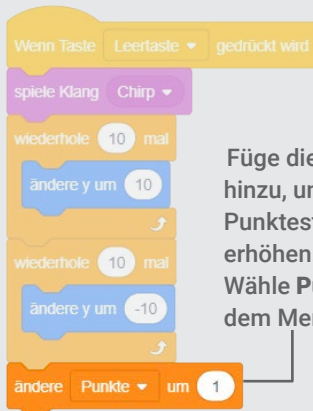 Wenn Taste Leertaste gedrückt wird
spiele Klang Chirp
wiederhole 10 mal
ändere y um 10
wiederhole 10 mal
ändere y um -10
ändere Punkte um 1
Füge die
hinzu, un
Punktest
erhöhen
Wähle P
dem Me